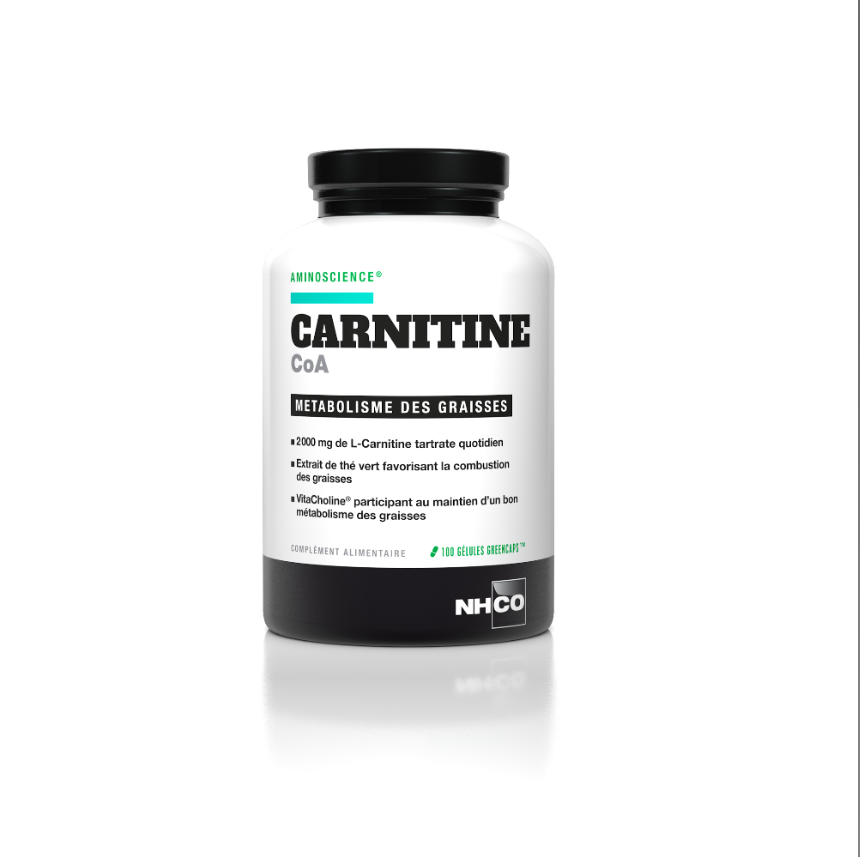 AMINOSCIENCE®
CARNITINE
CoA
METABOLISME DES GRAISSES
▪ 2000 mg de L-Carnitine tartrate quotidien
▪ Extrait de thé vert favorisant la combustion
des graisses
▪ VitaCholine® participant au maintien d'un bon
métabolisme des graisses
COMPLÉMENT ALIMENTAIRE 100 GÉLULES GREENCAPS™
NHCO